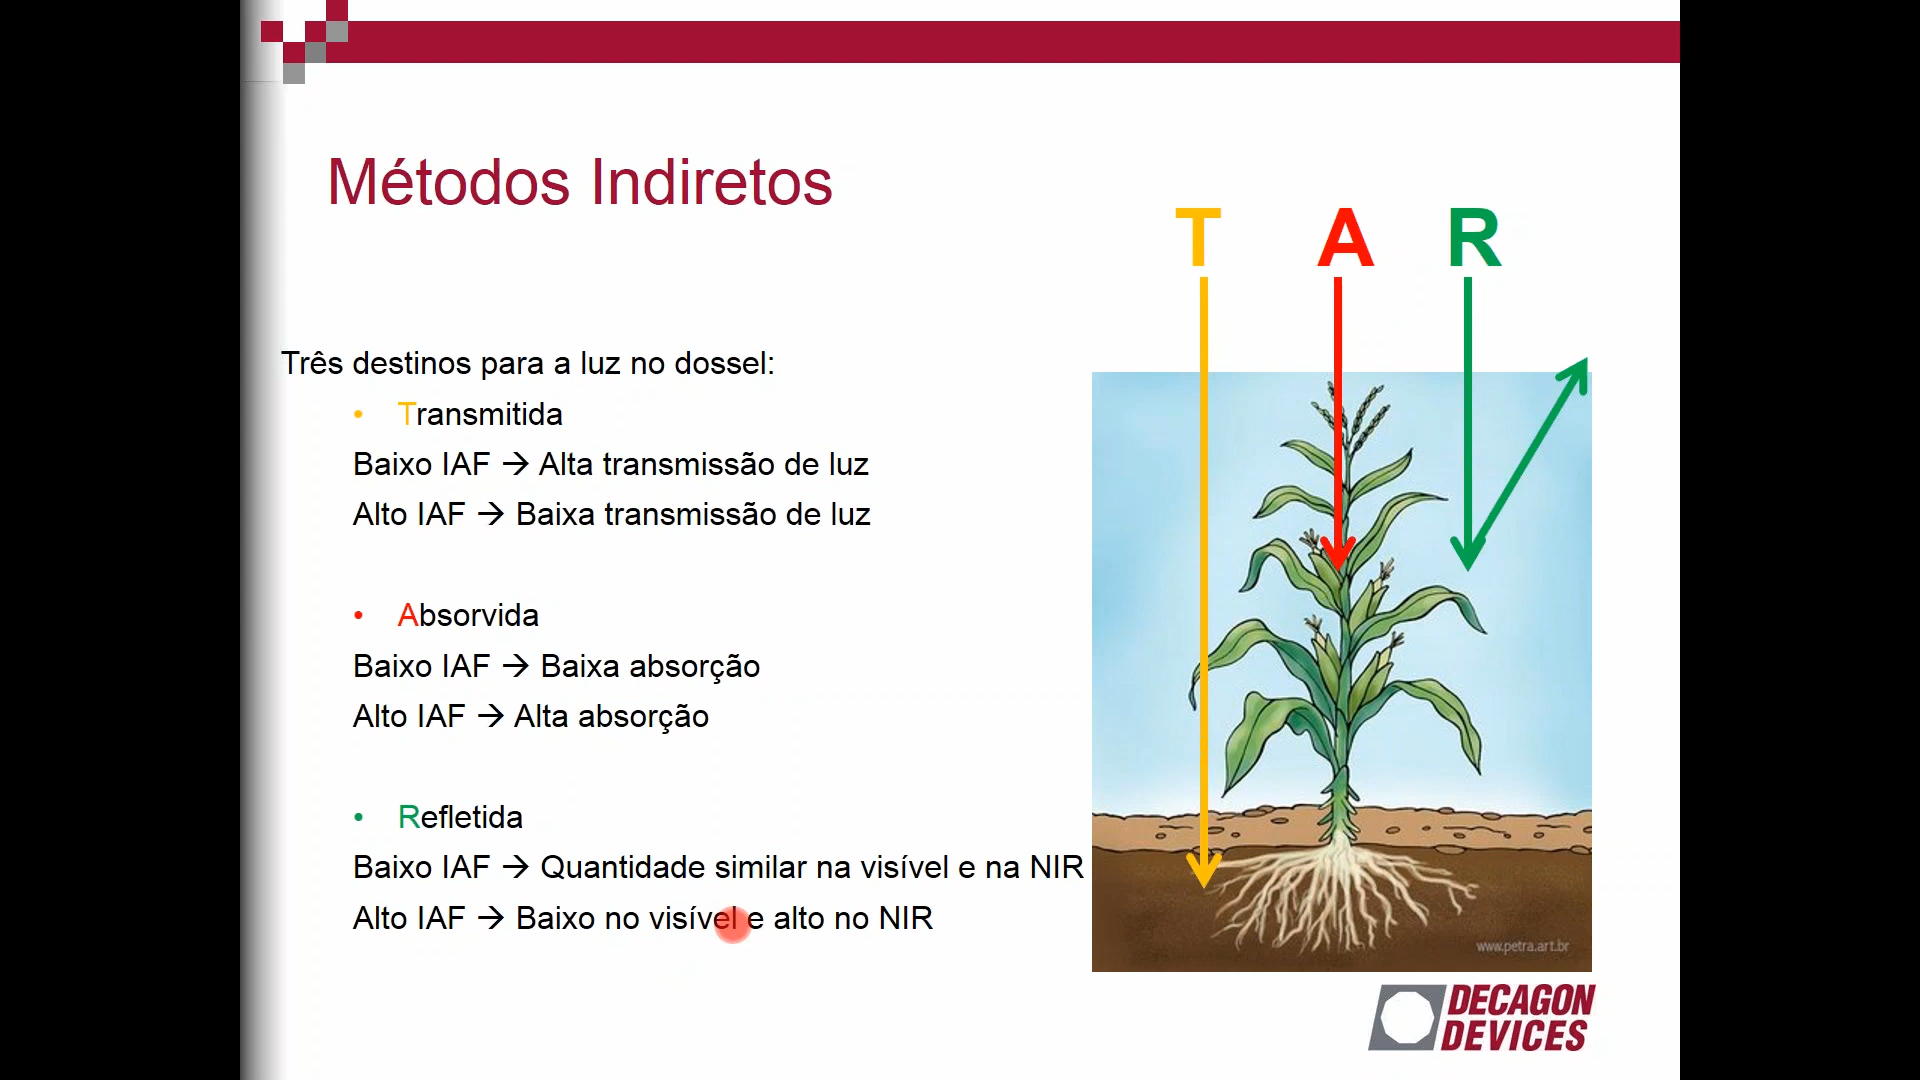 Métodos Indiretos
T A R
Três destinos para a luz no dossel:
• Transmitida
Baixo IAF → Alta transmissão de luz
Alto IAF → Baixa transmissão de luz
• Absorvida
Baixo IAF → Baixa absorção
Alto IAF → Alta absorção
• Refletida
Baixo IAF → Quantidade similar na visível e na NIR
Alto IAF → Baixo no visível e alto no NIR
www.petra.art.br
DECAGON
DEVICES